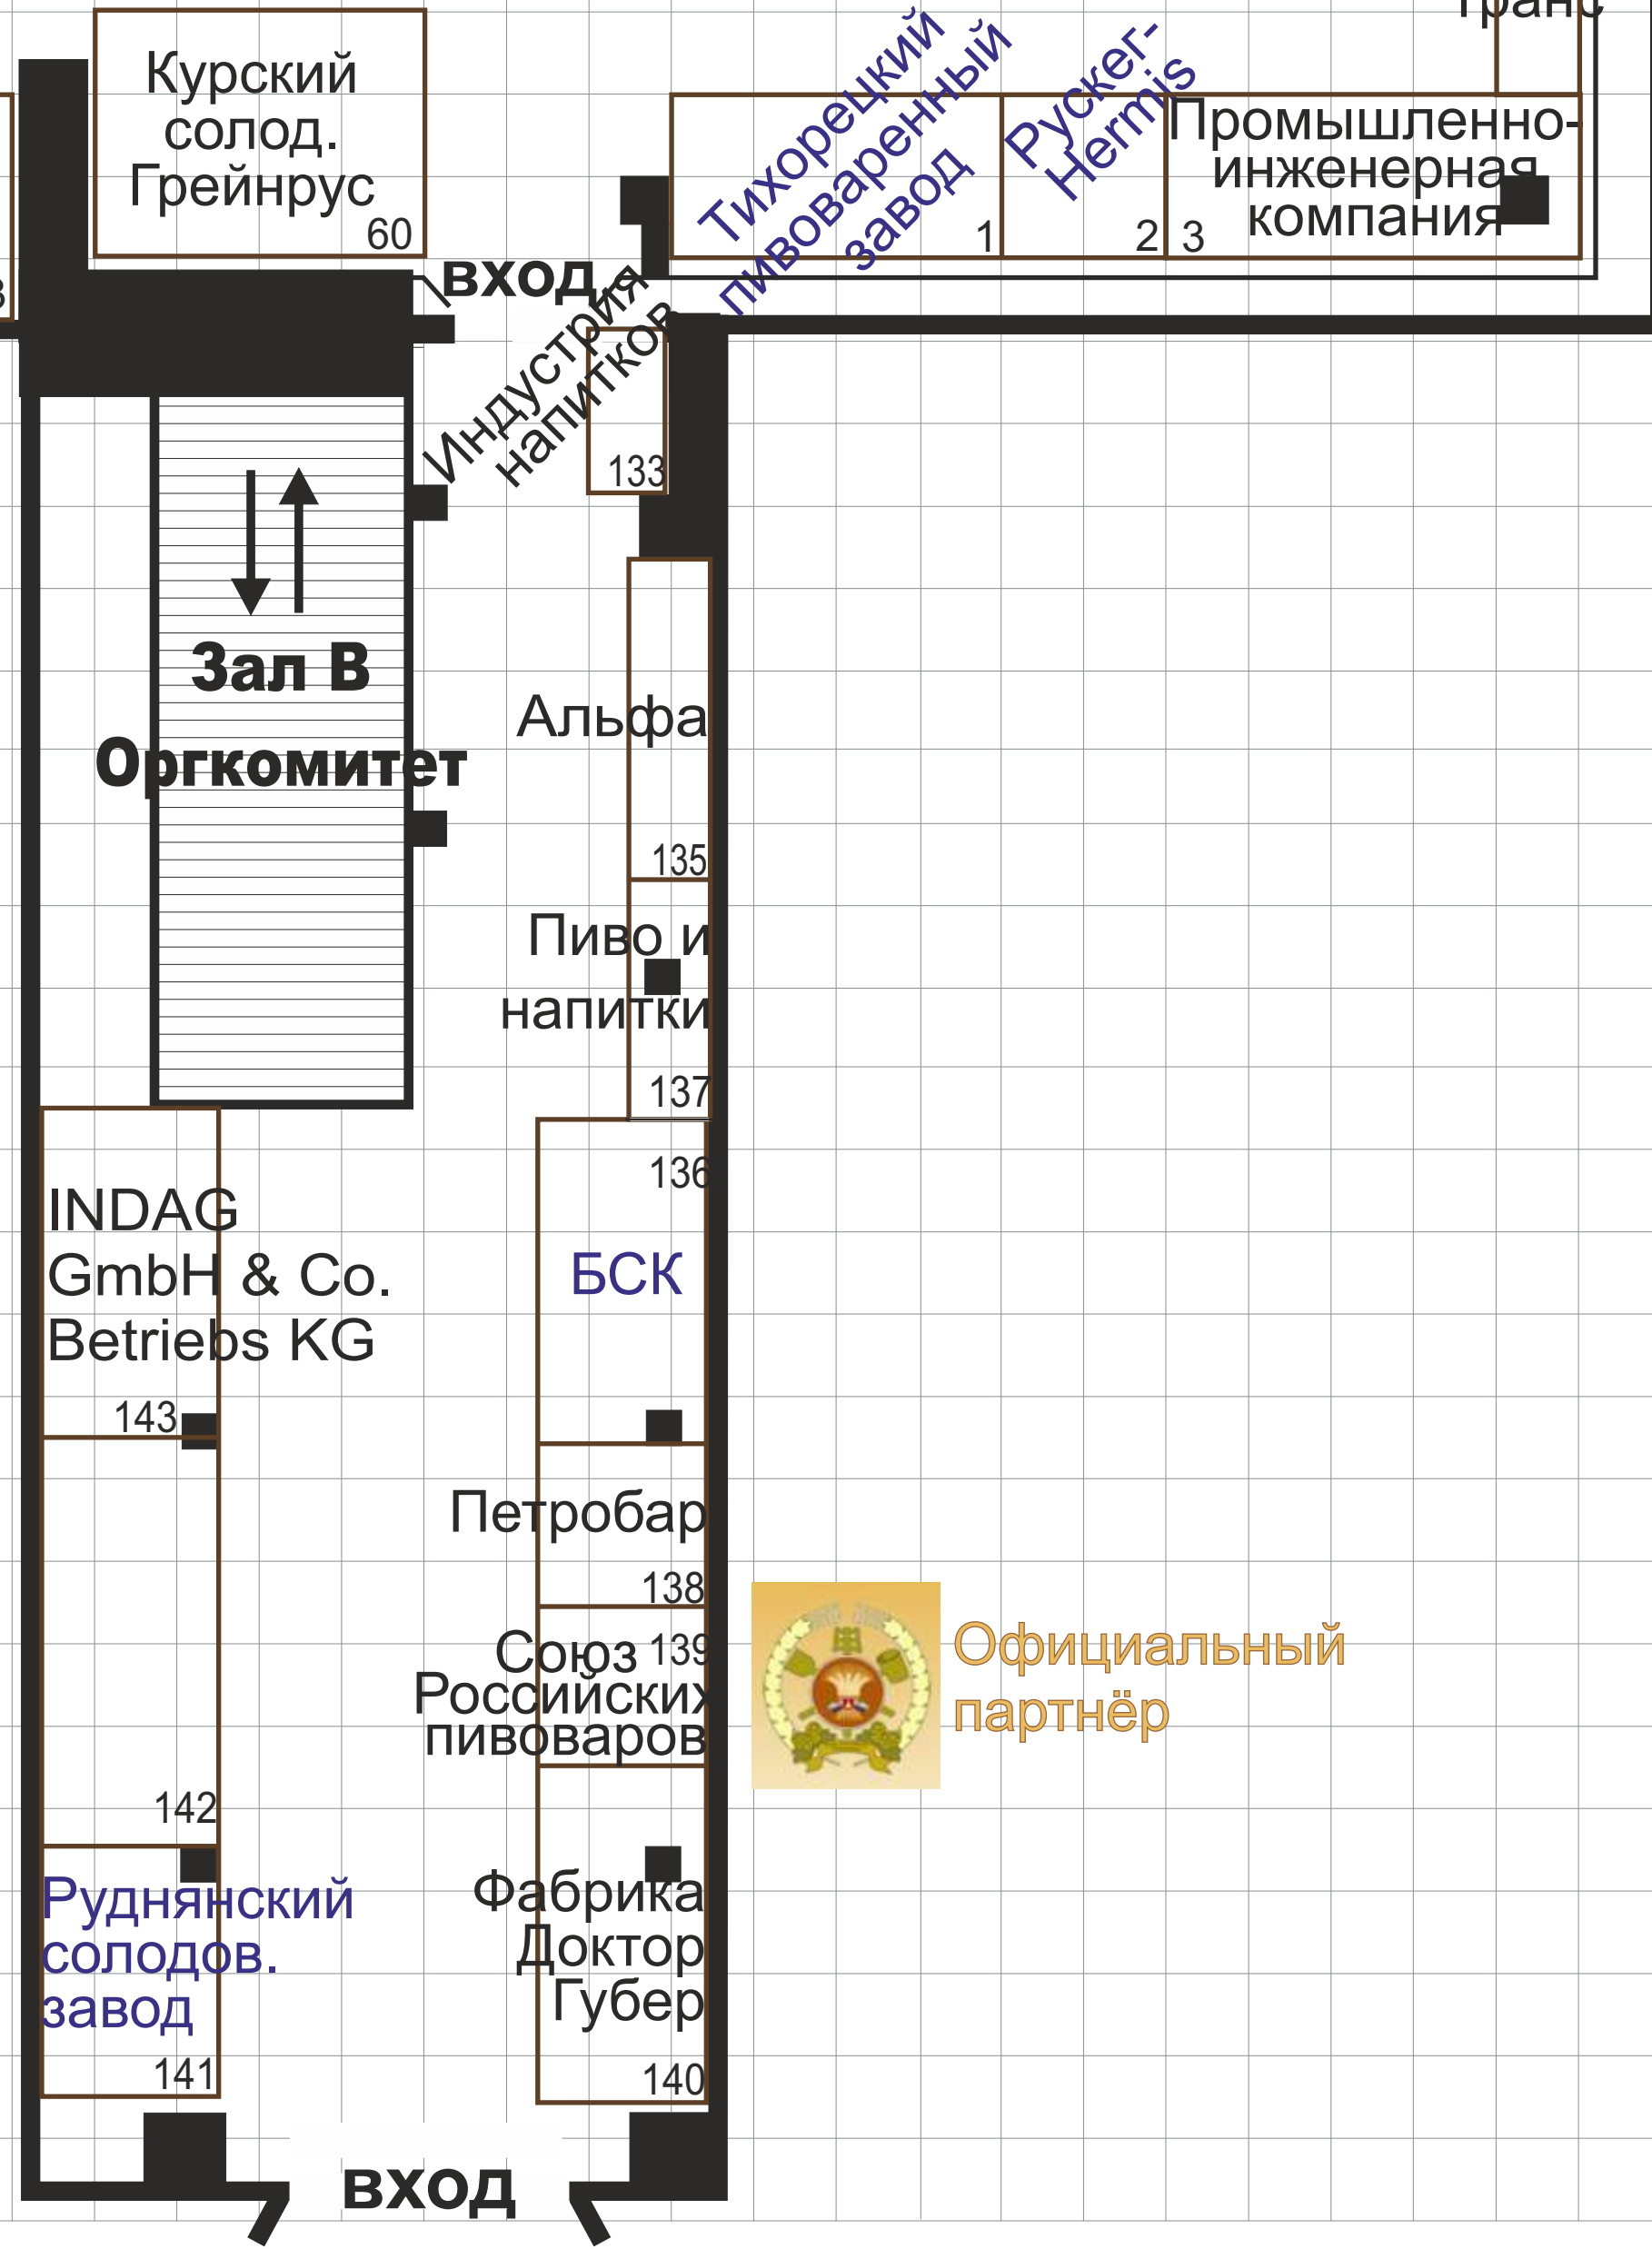 Курский
солод.
Грейнрус
60
Тихорецкий
пивоваренный
завод
1
Рускег-
Hermis
2
Промышленно-
инженерная
компания
3
вход
Индустрия
напитков
133
Зал В
Оргкомитет
Альфа
135
Пиво и
напитки
137
136
БСК
INDAG
GmbH & Co.
Betriebs KG
143
Петробар
138
Союз 139
Российских
пивоваров
Официальный
партнёр
142
Руднянский
солодов.
завод
141
Фабрика
Доктор
Губер
140
вход